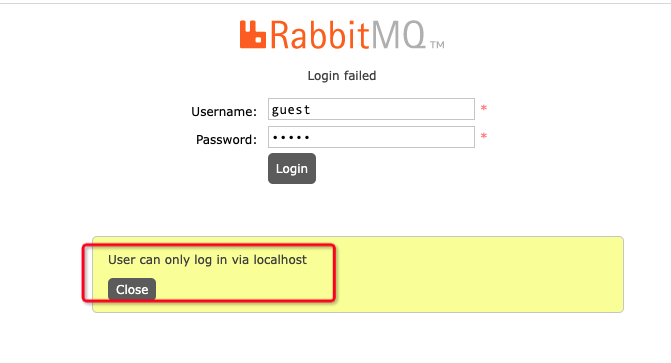 RabbitMQ™
Login failed
Username: guest *
Password: ••••• *
Login
User can only log in via localhost
Close